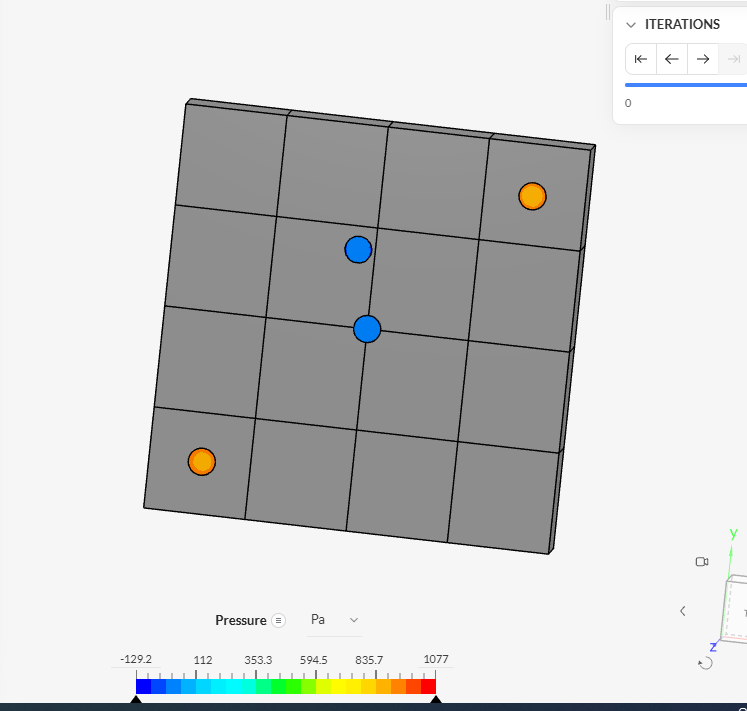 ITERATIONS
0
y
z
Pressure
Pa
-129.2
112
353.3
594.5
835.7
1077